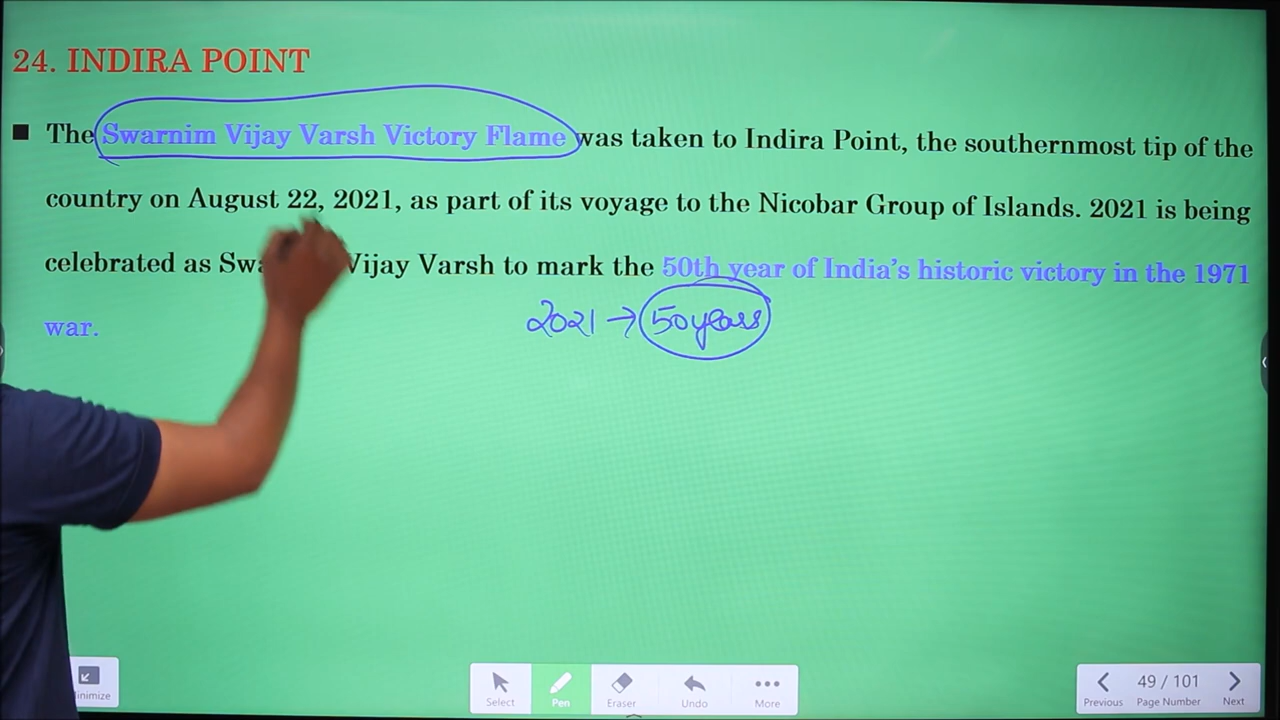 24. INDIRA POINT
■ The Swarnim Vijay Varsh Victory Flame was taken to Indira Point, the southernmost tip of the
country on August 22, 2021, as part of its voyage to the Nicobar Group of Islands. 2021 is being
celebrated as Vijay Varsh to mark the 50th year of India's historic victory in the 1971
war.
2021 → 50 years
Select Pen Eraser Undo More
Previous 49 / 101 Page Number Next